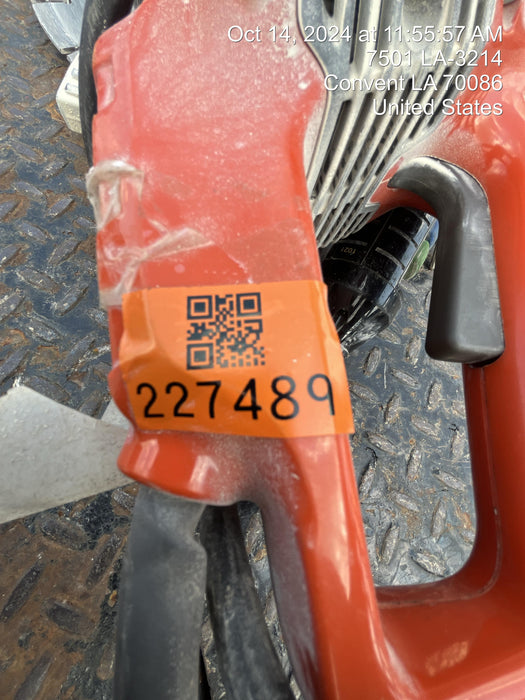 Oct 14, 2024 at 11:55:57 AM
7501 LA-3214
Convent LA 70086
United States
227489